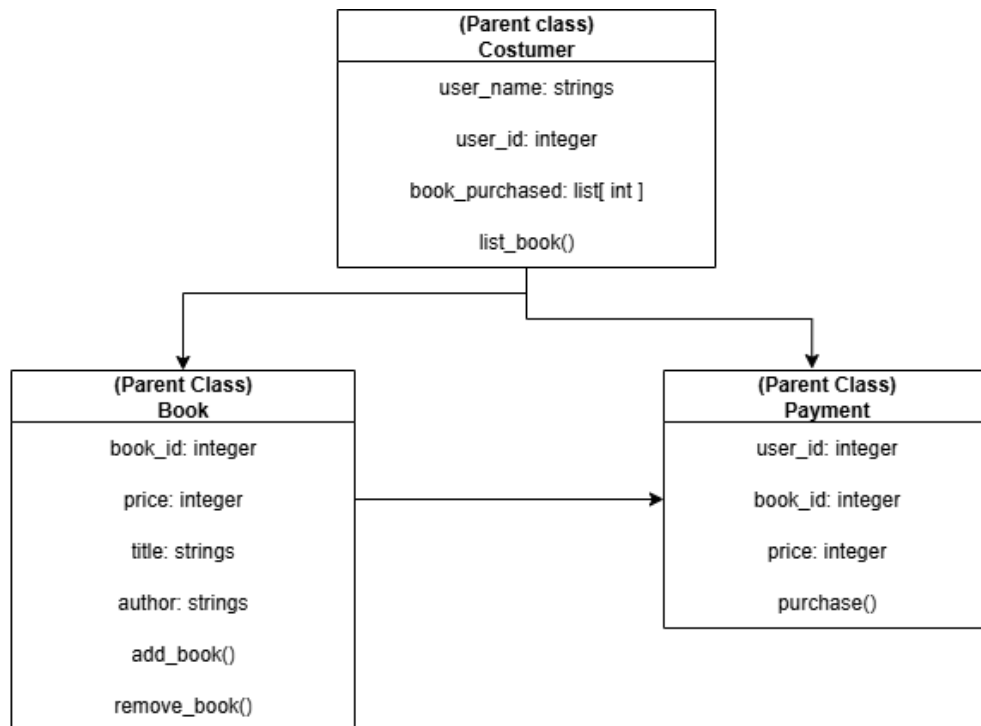 (Parent class)
Costumer
user_name: strings
user_id: integer
book_purchased: list[ int ]
list_book()
(Parent Class)
Book
book_id: integer
price: integer
title: strings
author: strings
add_book()
remove_book()
(Parent Class)
Payment
user_id: integer
book_id: integer
price: integer
purchase()